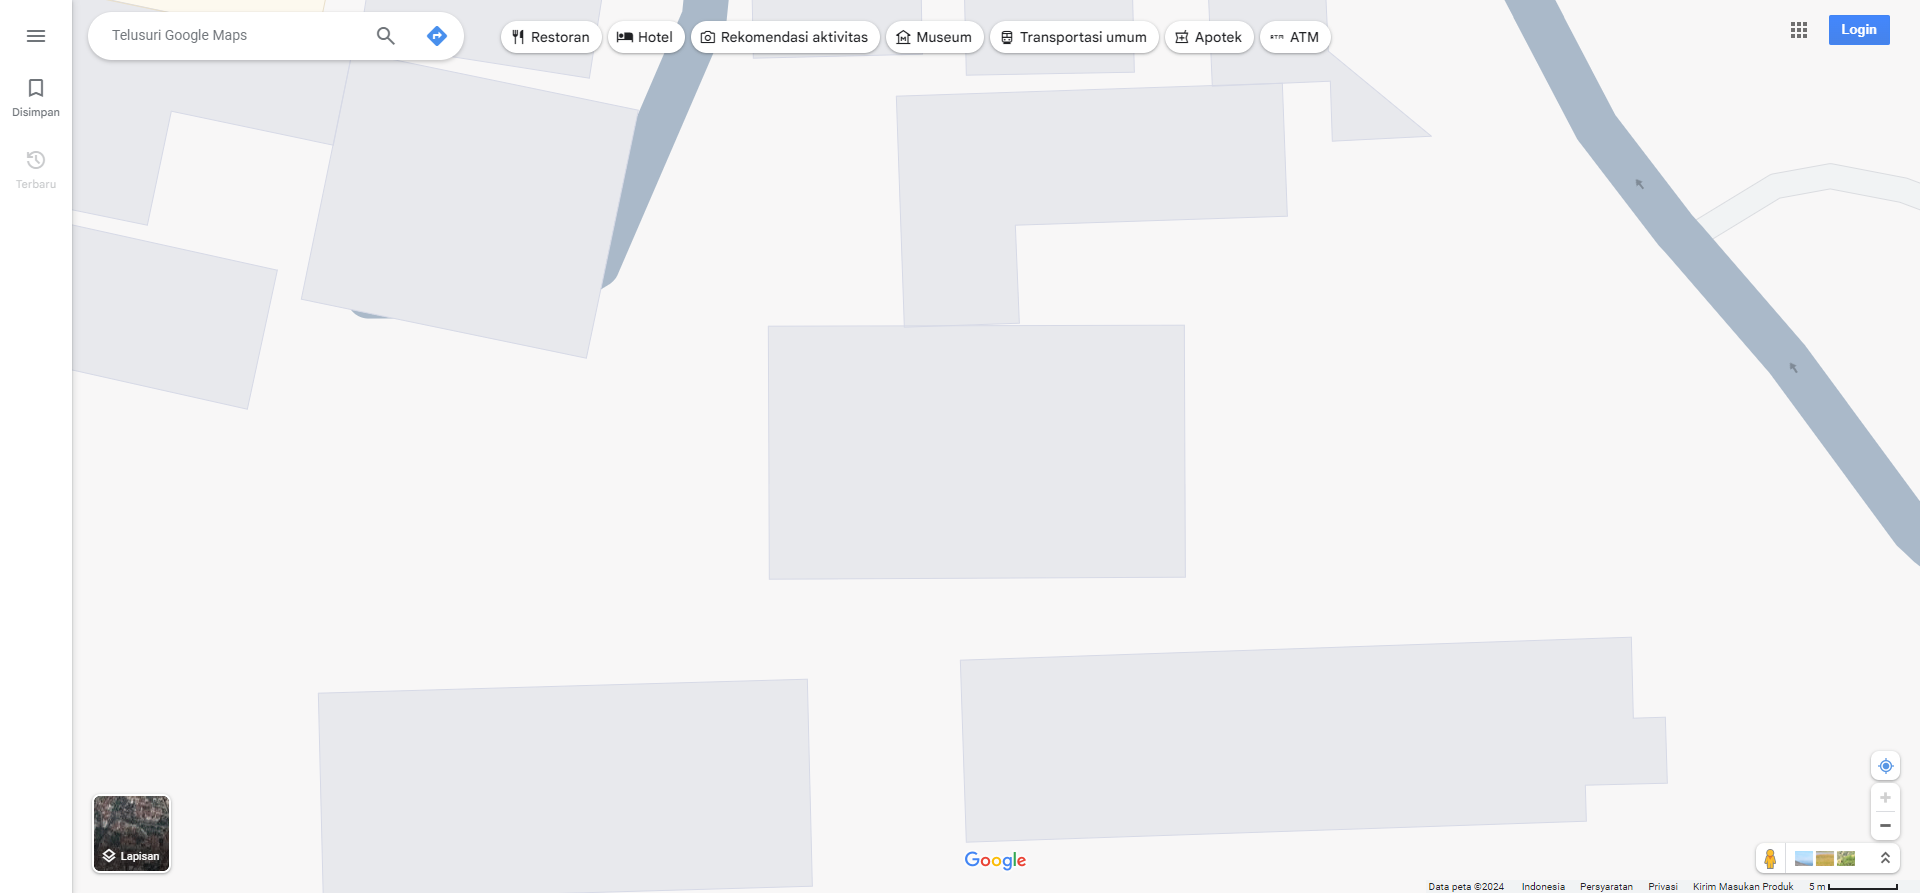 Telusuri Google Maps
Restoran
Hotel
Rekomendasi aktivitas
Museum
Transportasi umum
Apotek
ATM
Login
Disimpan
Terbaru
Lapisan
Google
Data peta ©2024
Indonesia
Persyaratan
Privasi
Kirim Masukan Produk
5 m